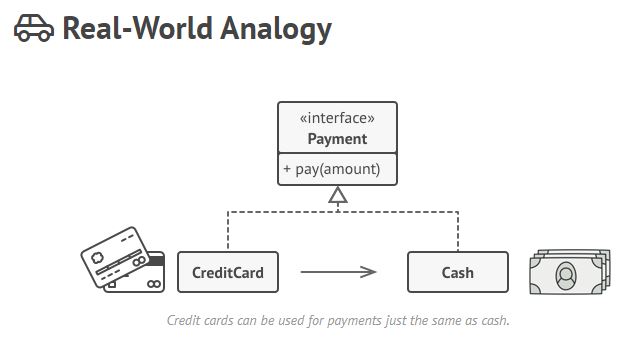 Real-World Analogy
«interface»
Payment
+ pay(amount)
CreditCard
Cash
Credit cards can be used for payments just the same as cash.